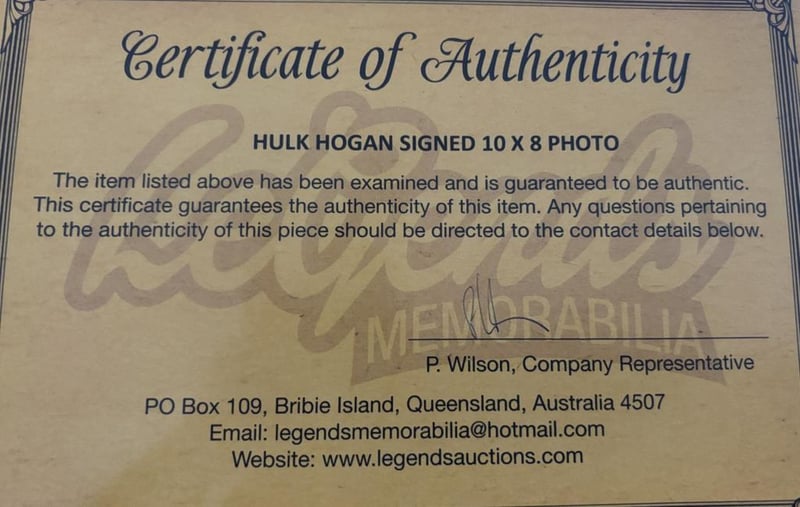 Certificate of Authenticity
HULK HOGAN SIGNED 10 X 8 PHOTO
The item listed above has been examined and is guaranteed to be authentic.
This certificate guarantees the authenticity of this item. Any questions pertaining
to the authenticity of this piece should be directed to the contact details below.
Legends
MEMORABILIA
P. Wilson, Company Representative
PO Box 109, Bribie Island, Queensland, Australia 4507
Email: legendsmemorabilia@hotmail.com
Website: www.legendsauctions.com